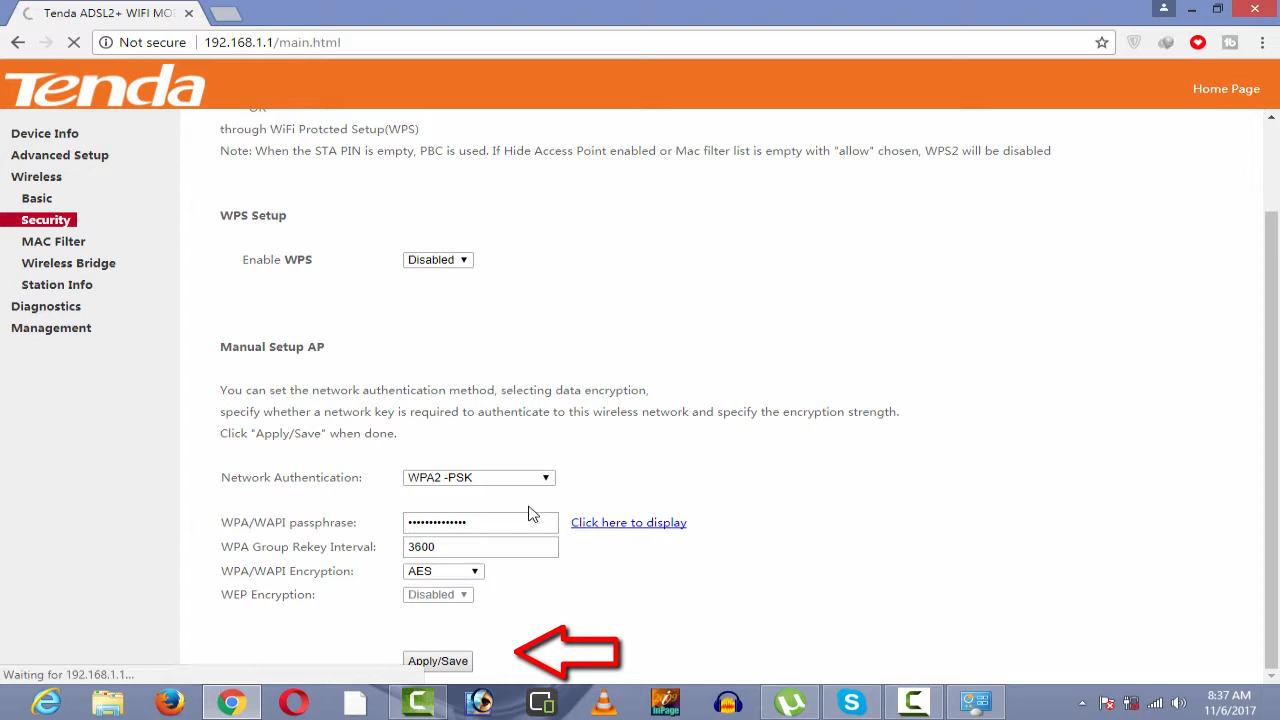 Tenda ADSL2+ WIFI MO
Not secure 192.168.1.1/main.html
Tenda
Home Page
Device Info
Advanced Setup
Wireless
Basic
Security
MAC Filter
Wireless Bridge
Station Info
Diagnostics
Management
through WiFi Protcted Setup(WPS)
Note: When the STA PIN is empty, PBC is used. If Hide Access Point enabled or Mac filter list is empty with "allow" chosen, WPS2 will be disabled
WPS Setup
Enable WPS Disabled
Manual Setup AP
You can set the network authentication method, selecting data encryption,
specify whether a network key is required to authenticate to this wireless network and specify the encryption strength.
Click "Apply/Save" when done.
Network Authentication: WPA2 -PSK
WPA/WAPI passphrase: •••••••••••••• Click here to display
WPA Group Rekey Interval: 3600
WPA/WAPI Encryption: AES
WEP Encryption: Disabled
Apply/Save
Waiting for 192.168.1.1...
InPage
8:37 AM
11/6/2017